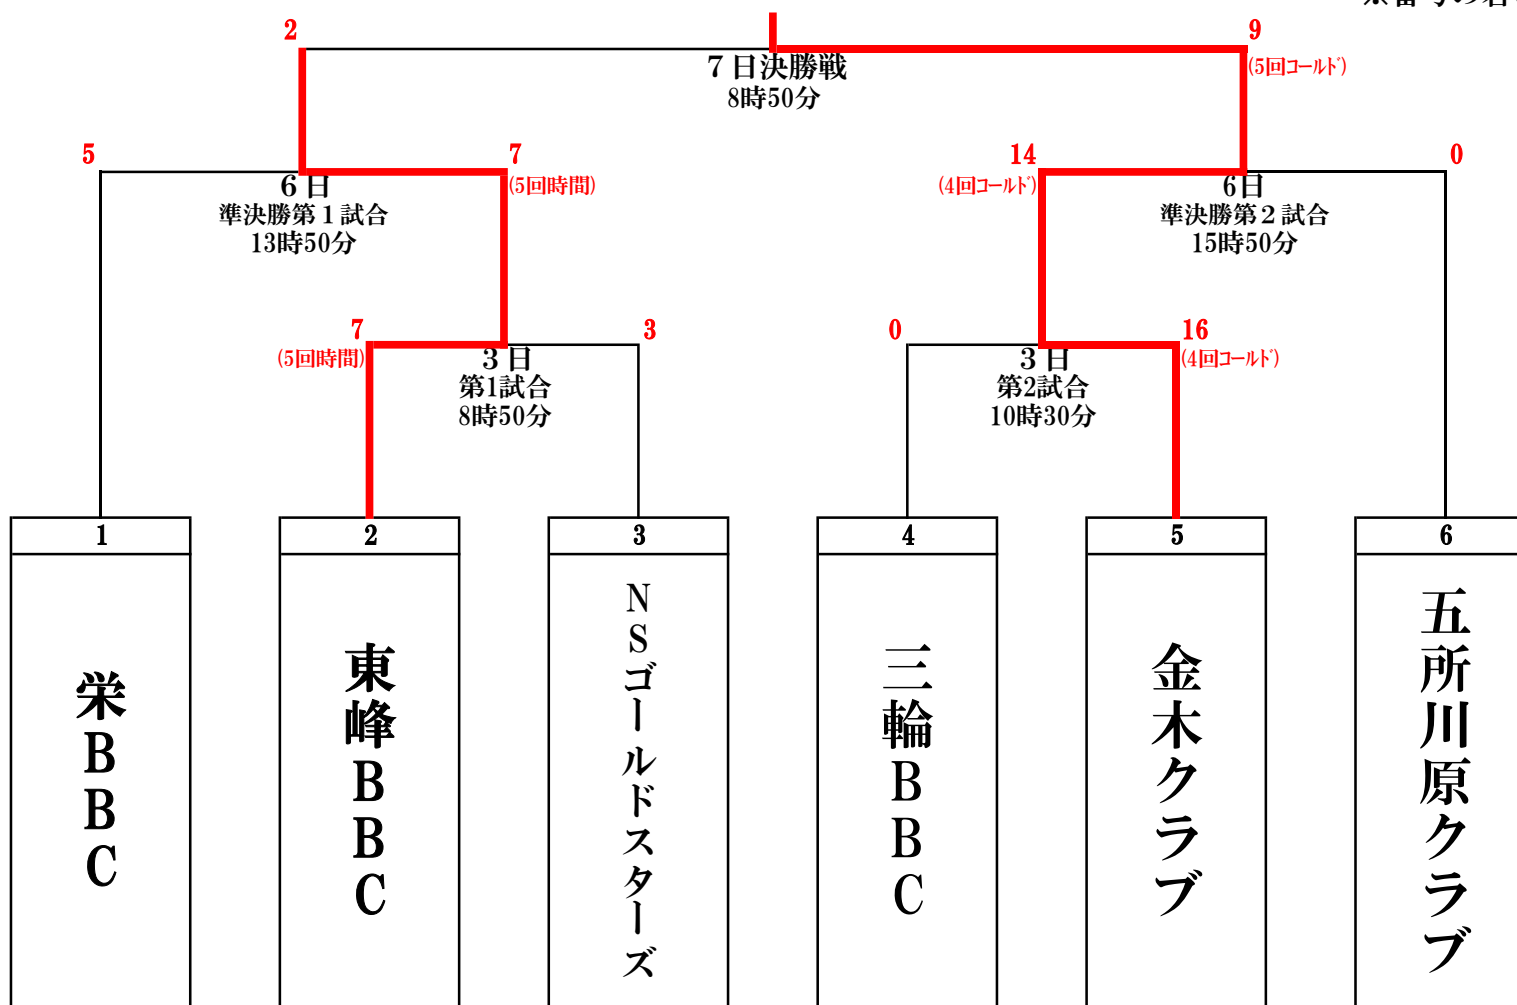 2
9
7日決勝戦
8時50分
(5回コールド)
5
7
(5回時間)
14
(4回コールド)
0
6日
準決勝第1試合
13時50分
6日
準決勝第2試合
15時50分
7
(5回時間)
3
0
16
(4回コールド)
3日
第1試合
8時50分
3日
第2試合
10時30分
1
2
3
4
5
6
栄BBC
東峰BBC
NSゴールドスターズ
三輪BBC
金木クラブ
五所川原クラブ